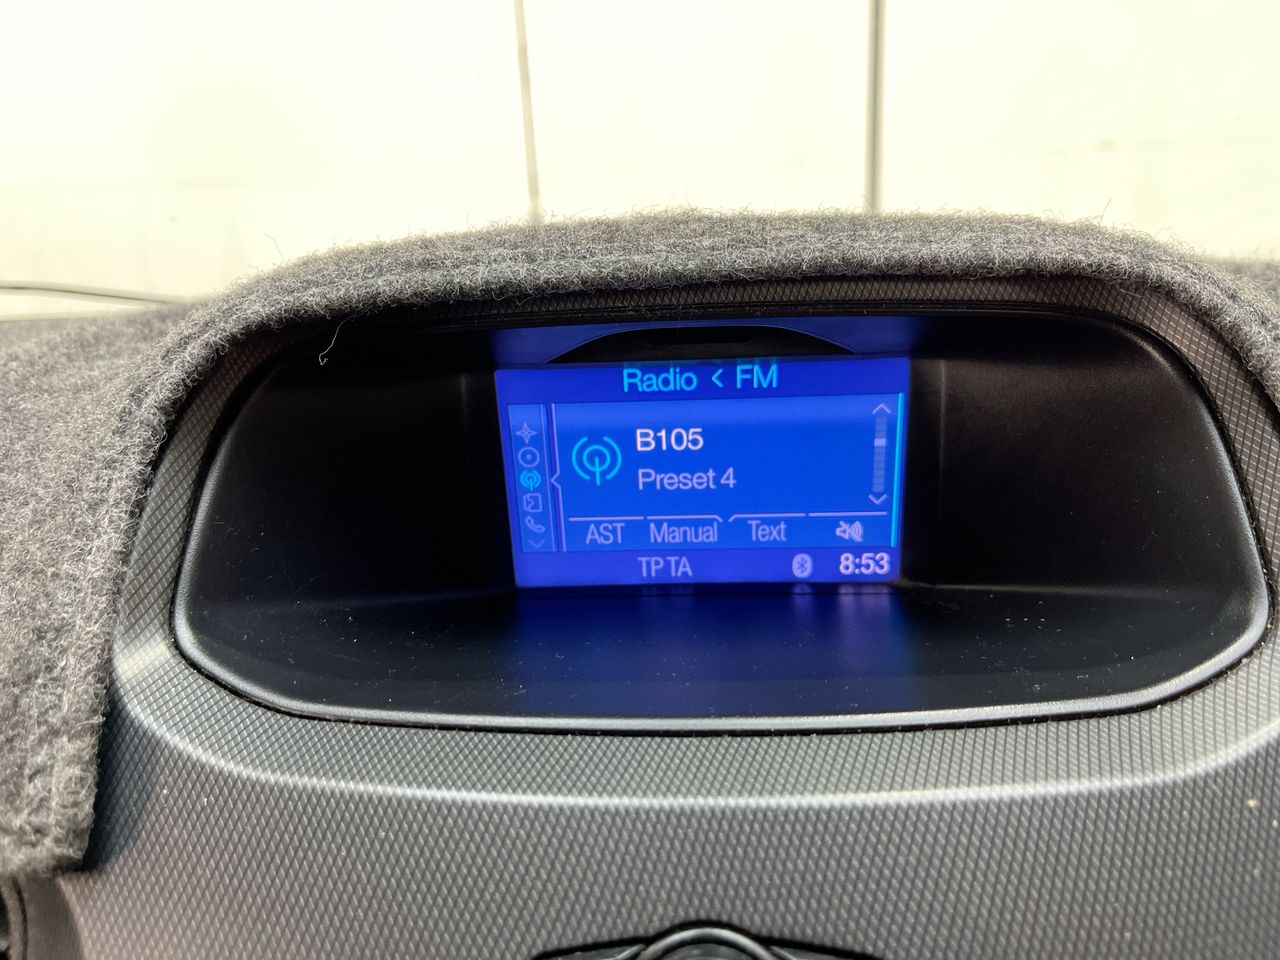 Radio < FM
B105
Preset 4
AST Manual Text
TP TA 8:53